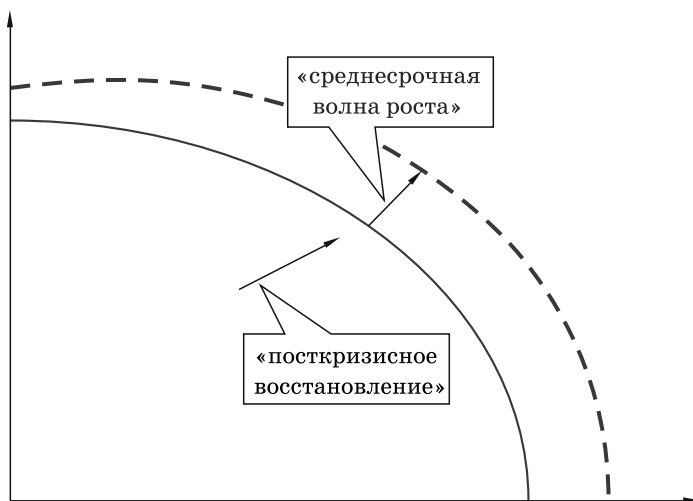 «среднесрочная
волна роста»
«посткризисное
восстановление»